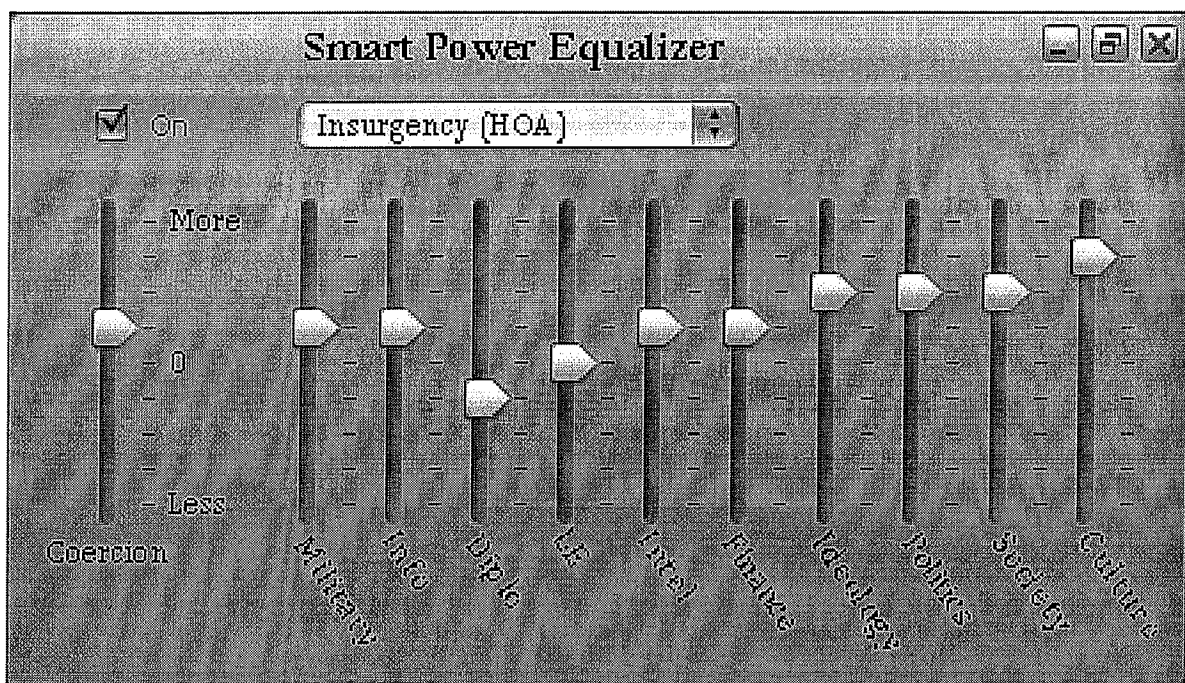 Smart Power Equalizer
On
Insurgency (HOA)
More
0
Less
Coercion
Military
Info
Diplo
LE
Intel
Finance
Ideology
Politics
Society
Culture